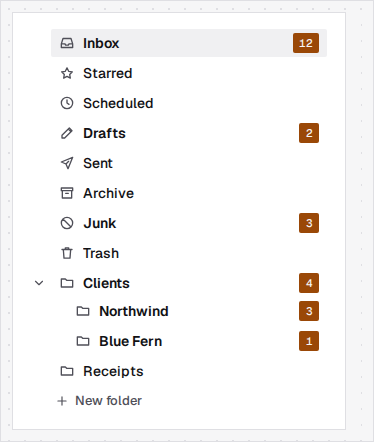 Inbox 12
Starred
Scheduled
Drafts 2
Sent
Archive
Junk 3
Trash
Clients 4
Northwind 3
Blue Fern 1
Receipts
New folder